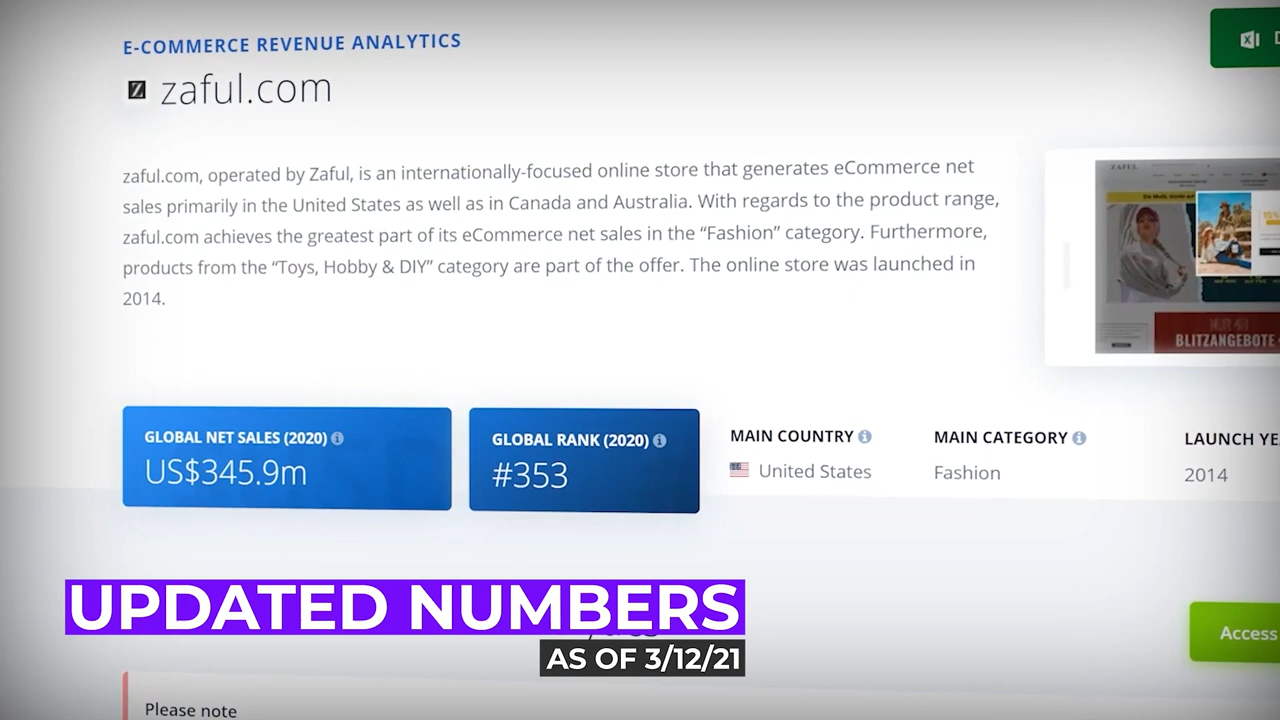 E-COMMERCE REVENUE ANALYTICS
Z zaful.com
zaful.com, operated by Zaful, is an internationally-focused online store that generates eCommerce net
sales primarily in the United States as well as in Canada and Australia. With regards to the product range,
zaful.com achieves the greatest part of its eCommerce net sales in the “Fashion” category. Furthermore,
products from the “Toys, Hobby & DIY” category are part of the offer. The online store was launched in
2014.
ZAFUL
BLITZANGEBOTE
GLOBAL NET SALES (2020)
US$345.9m
GLOBAL RANK (2020)
#353
MAIN COUNTRY
United States
MAIN CATEGORY
Fashion
LAUNCH YE
2014
UPDATED NUMBERS
AS OF 3/12/21
Access
Please note